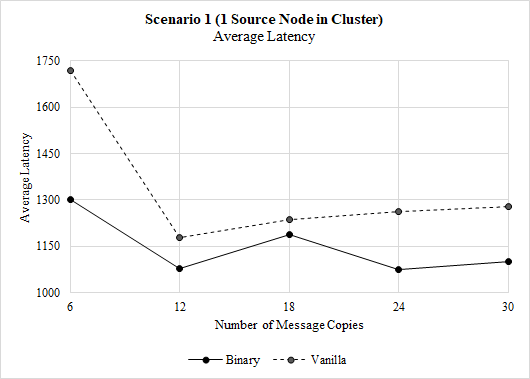 Scenario 1 (1 Source Node in Cluster)
Average Latency
1750
1600
1450
1300
1150
1000
Average Latency
6 12 18 24 30
Number of Message Copies
Binary Vanilla